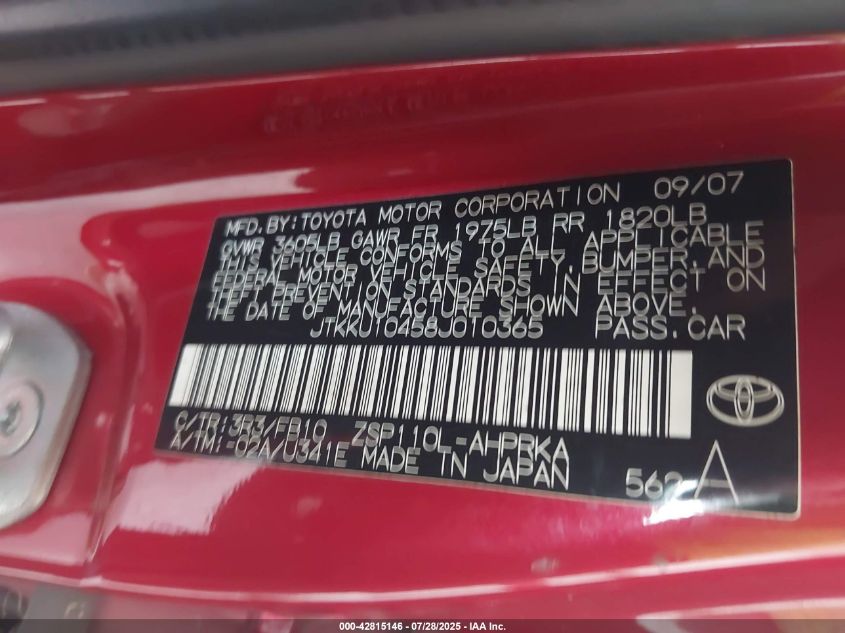 MFD.BY:TOYOTA MOTOR CORPORATION 09/07
GVWR 3605LB GAWR FR 1975LB RR 1820LB
THIS VEHICLE CONFORMS TO ALL APPLICABLE
FEDERAL MOTOR VEHICLE SAFETY, BUMPER, AND
THEFT PREVENTION STANDARDS IN EFFECT ON
THE DATE OF MANUFACTURE SHOWN ABOVE.
JTKKU10458J010365 PASS.CAR
C/TR:3R3/FB10 ZSP110L-AHPRKA
A/TM:-02A/U341E MADE IN JAPAN
A
000-42815146 - 07/28/2025 - IAA Inc.